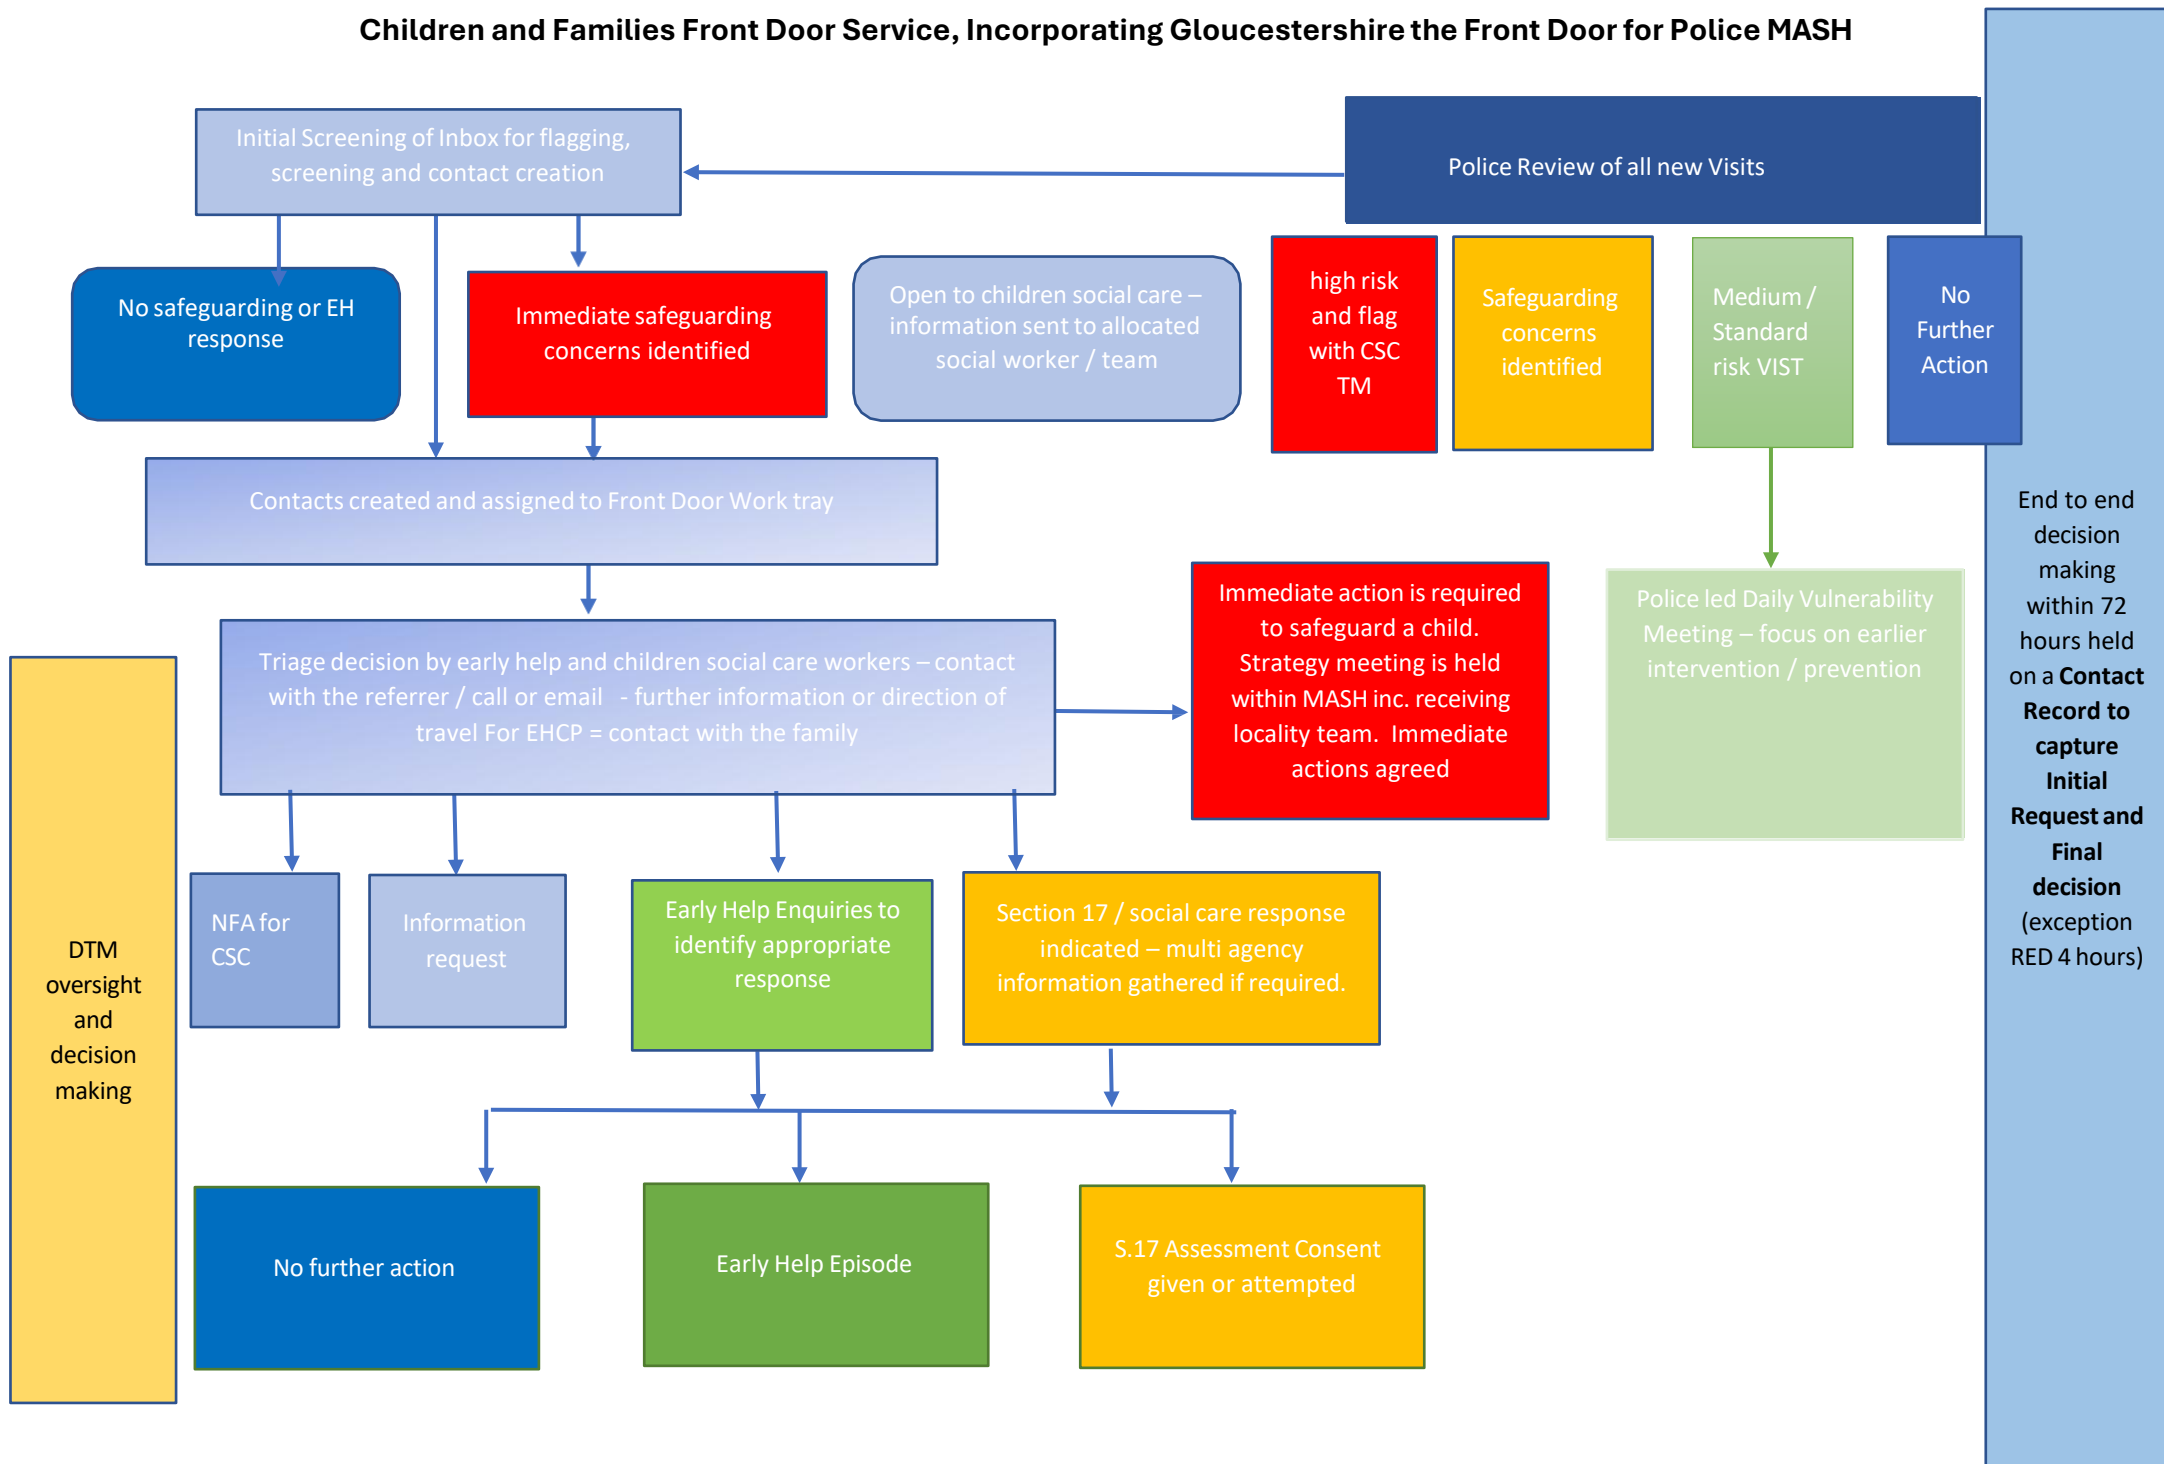 Children and Families Front Door Service, Incorporating Gloucestershire the Front Door for Police MASH
Initial Screening of Inbox for flagging,
screening and contact creation
Police Review of all new Visits
No safeguarding or EH
response
Immediate safeguarding
concerns identified
Open to children social care –
information sent to allocated
social worker / team
high risk
and flag
with CSC
TM
Safeguarding
concerns
identified
Medium /
Standard
risk VIST
No
Further
Action
Contacts created and assigned to Front Door Work tray
Triage decision by early help and children social care workers – contact
with the referrer / call or email - further information or direction of
travel For EHCP = contact with the family
Immediate action is required
to safeguard a child.
Strategy meeting is held
within MASH inc. receiving
locality team. Immediate
actions agreed
Police led Daily Vulnerability
Meeting – focus on earlier
intervention / prevention
End to end
decision
making
within 72
hours held
on a Contact
Record to
capture
Initial
Request and
Final
decision
(exception
RED 4 hours)
DTM
oversight
and
decision
making
NFA for
CSC
Information
request
Early Help Enquiries to
identify appropriate
response
Section 17 / social care response
indicated – multi agency
information gathered if required.
No further action
Early Help Episode
S.17 Assessment Consent
given or attempted